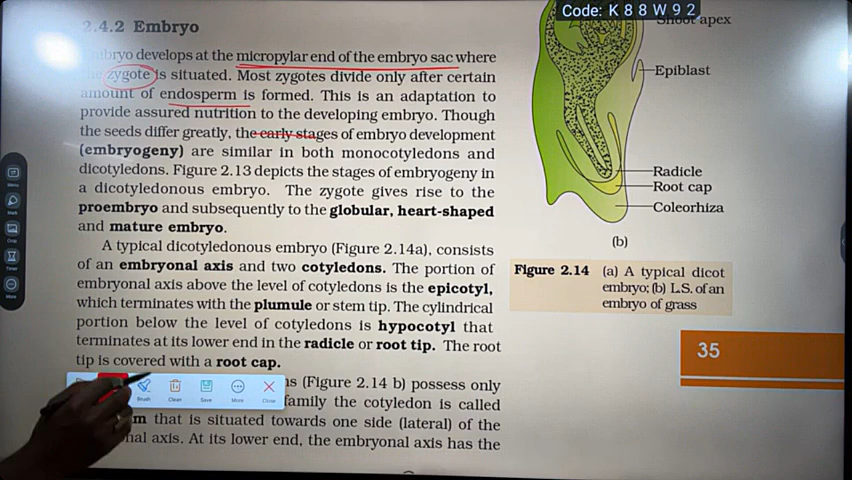 Code: K 8 8 W 9 2
2.4.2 Embryo
Embryo develops at the micropylar end of the embryo sac where
zygote is situated. Most zygotes divide only after certain
amount of endosperm is formed. This is an adaptation to
provide assured nutrition to the developing embryo. Though
the seeds differ greatly, the early stages of embryo development
(embryogeny) are similar in both monocotyledons and
dicotyledons. Figure 2.13 depicts the stages of embryogeny in
a dicotyledonous embryo. The zygote gives rise to the
proembryo and subsequently to the globular, heart-shaped
and mature embryo.
A typical dicotyledonous embryo (Figure 2.14a), consists
of an embryonal axis and two cotyledons. The portion of
embryonal axis above the level of cotyledons is the epicotyl,
which terminates with the plumule or stem tip. The cylindrical
portion below the level of cotyledons is hypocotyl that
terminates at its lower end in the radicle or root tip. The root
tip is covered with a root cap.
ns (Figure 2.14 b) possess only
family the cotyledon is called
m that is situated towards one side (lateral) of the
nal axis. At its lower end, the embryonal axis has the
Shoot apex
Epiblast
Radicle
Root cap
Coleorhiza
(b)
Figure 2.14 (a) A typical dicot
embryo; (b) L.S. of an
embryo of grass
35
Menu
Mark
Crop
Timer
More
Brush
Clean
Save
More
Close